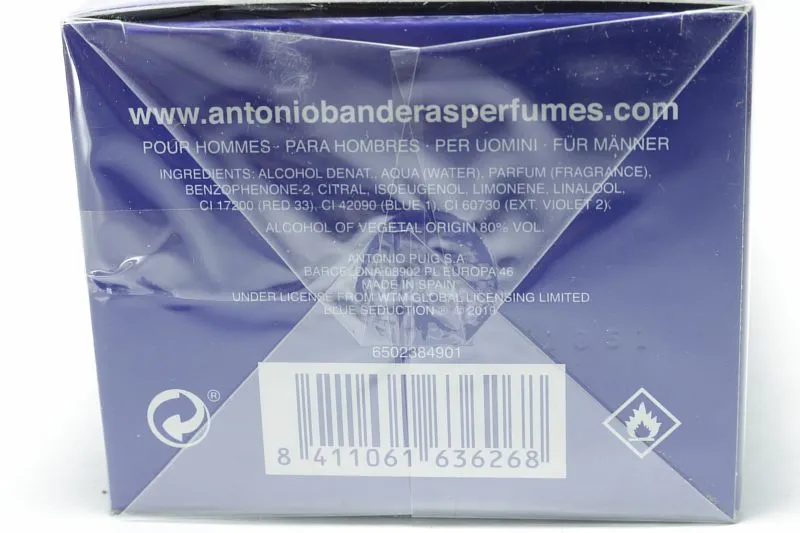 www.antoniobanderasperfumes.com
POUR HOMMES · PARA HOMBRES · PER UOMINI · FÜR MÄNNER
INGREDIENTS: ALCOHOL DENAT., AQUA (WATER), PARFUM (FRAGRANCE),
BENZOPHENONE-2, CITRAL, ISOEUGENOL, LIMONENE, LINALOOL,
CI 17200 (RED 33), CI 42090 (BLUE 1), CI 60730 (EXT. VIOLET 2).
ALCOHOL OF VEGETAL ORIGIN 80% VOL.
ANTONIO PUIG S.A
BARCELONA 08902 PL EUROPA 46
MADE IN SPAIN
UNDER LICENSE FROM WTM GLOBAL LICENSING LIMITED
BLUE SEDUCTION ® © 2019
6502384901
®
8 411061 636268